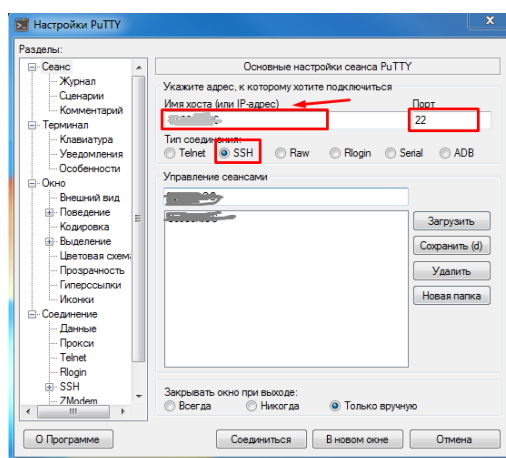 Настройки PuTTY
x
Разделы:
Сеанс
Журнал
Сценарии
Комментарий
Терминал
Клавиатура
Уведомления
Особенности
Окно
Внешний вид
Поведение
Кодировка
Выделение
Цветовая схем
Прозрачность
Гиперссылки
Иконки
Соединение
Данные
Прокси
Telnet
Rlogin
SSH
ZModem
Основные настройки сеанса PuTTY
Укажите адрес, к которому хотите подключиться
Имя хоста (или IP-адрес) Порт
22
Тип соединения:
Telnet SSH Raw Rlogin Serial ADB
Управление сеансами
Загрузить
Сохранить (d)
Удалить
Новая папка
Закрывать окно при выходе:
Всегда Никогда Только вручную
О Программе Соединиться В новом окне Отмена